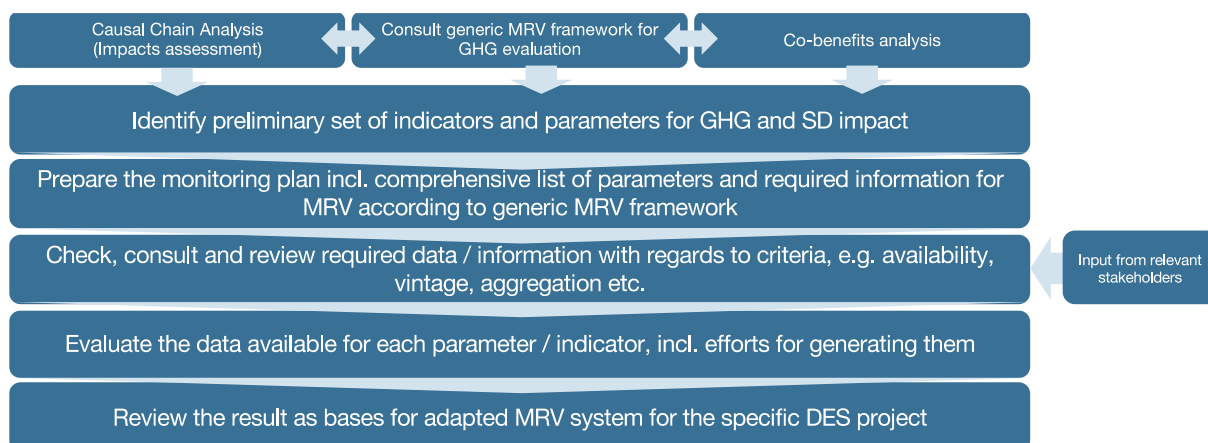 Causal Chain Analysis
(Impacts assessment)
Consult generic MRV framework for
GHG evaluation
Co-benefits analysis
Identify preliminary set of indicators and parameters for GHG and SD impact
Prepare the monitoring plan incl. comprehensive list of parameters and required information for
MRV according to generic MRV framework
Check, consult and review required data / information with regards to criteria, e.g. availability,
vintage, aggregation etc.
Input from relevant
stakeholders
Evaluate the data available for each parameter / indicator, incl. efforts for generating them
Review the result as bases for adapted MRV system for the specific DES project